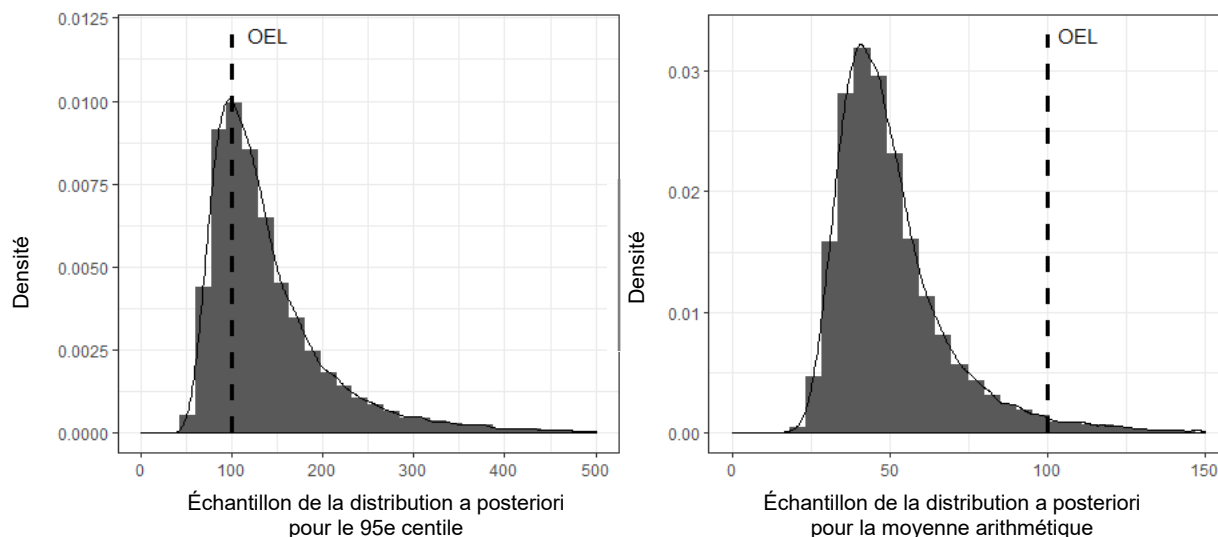 0.0125
0.0100
0.0075
0.0050
0.0025
0.0000
Densité
OEL
0
100
200
300
400
500
Échantillon de la distribution a posteriori
pour le 95e centile
0.03
0.02
0.01
0.00
Densité
OEL
0
50
100
150
Échantillon de la distribution a posteriori
pour la moyenne arithmétique